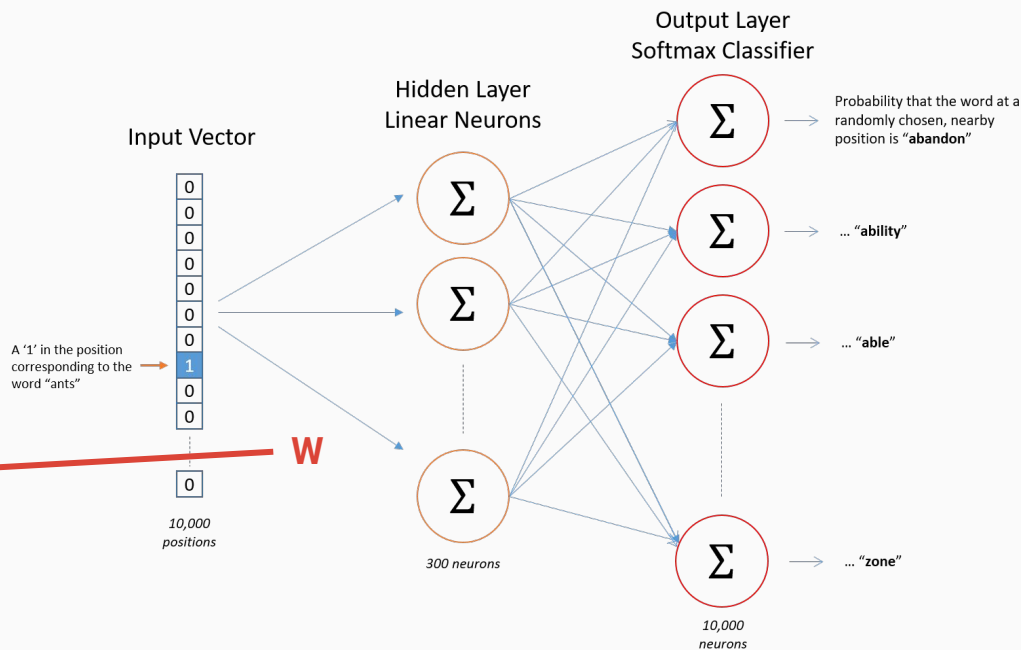 Output Layer
Softmax Classifier
Hidden Layer
Linear Neurons
Input Vector
0
0
0
0
0
0
0
1
0
0
0
A ‘1’ in the position
corresponding to the
word “ants”
W
10,000
positions
Σ
Σ
Σ
300 neurons
Σ
Σ
Σ
Σ
10,000
neurons
Probability that the word at a
randomly chosen, nearby
position is “abandon”
... “ability”
... “able”
... “zone”